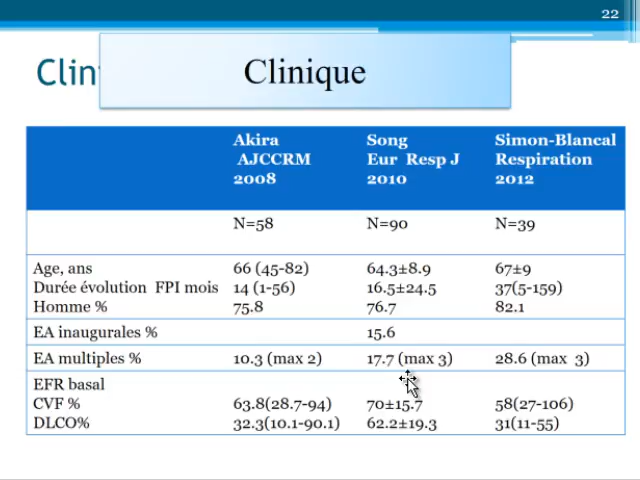 22
Clini
Clinique
Akira Song Simon-Blancal
AJCCRM Eur Resp J Respiration
2008 2010 2012
N=58 N=90 N=39
Age, ans 66 (45-82) 64.3±8.9 67±9
Durée évolution FPI mois 14 (1-56) 16.5±24.5 37(5-159)
Homme % 75.8 76.7 82.1
EA inaugurales % 15.6
EA multiples % 10.3 (max 2) 17.7 (max 3) 28.6 (max 3)
EFR basal
CVF % 63.8(28.7-94) 70±15.7 58(27-106)
DLCO% 32.3(10.1-90.1) 62.2±19.3 31(11-55)